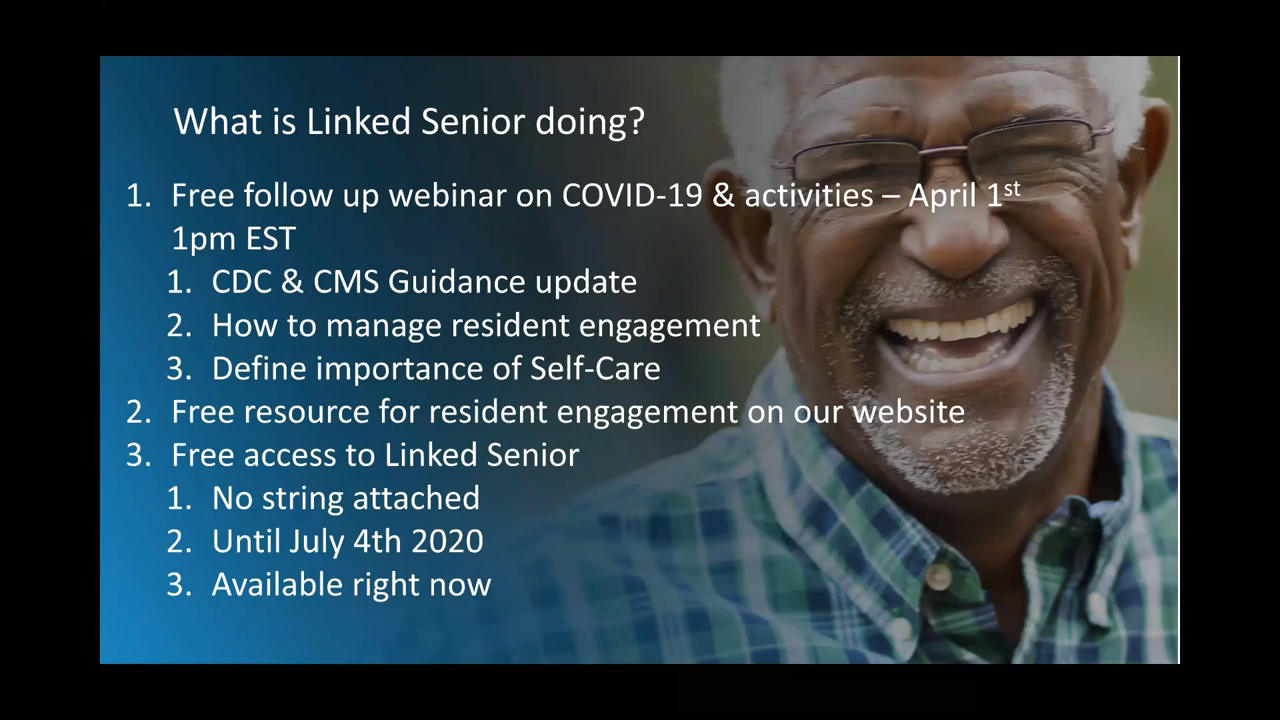 What is Linked Senior doing?
1. Free follow up webinar on COVID-19 & activities – April 1st
1pm EST
1. CDC & CMS Guidance update
2. How to manage resident engagement
3. Define importance of Self-Care
2. Free resource for resident engagement on our website
3. Free access to Linked Senior
1. No string attached
2. Until July 4th 2020
3. Available right now